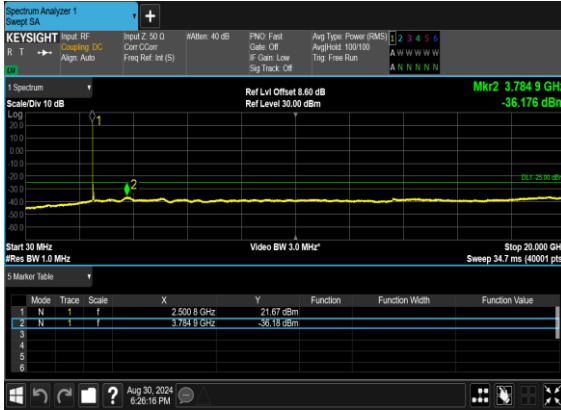 Spectrum Analyzer 1
Swept SA
+
KEYSIGHT
R T
Input: RF
Coupling: DC
Align: Auto
Input Z: 50 Ω
Corr CCorr
Freq Ref: Int (S)
#Atten: 40 dB
PNO: Fast
Gate: Off
IF Gain: Low
Sig Track: Off
Avg Type: Power (RMS)
Avg|Hold: 100/100
Trig: Free Run
1 2 3 4 5 6
A W W W W W
A N N N N N
1 Spectrum
Scale/Div 10 dB
Ref Lvl Offset 8.60 dB
Ref Level 30.00 dBm
Mkr2 3.784 9 GHz
-36.176 dBm
Log
20.0
10.0
0.00
-10.0
-20.0
-30.0
-40.0
-50.0
-60.0
1
2
DL1 -25.00 dBm
Start 30 MHz
#Res BW 1.0 MHz
Video BW 3.0 MHz*
Stop 20.000 GHz
Sweep 34.7 ms (40001 pts)
5 Marker Table
Mode Trace Scale X Y Function Function Width Function Value
1 N 1 f 2.500 8 GHz 21.67 dBm
2 N 1 f 3.784 9 GHz -36.18 dBm
3
4
5
6
?
Aug 30, 2024
6:26:16 PM